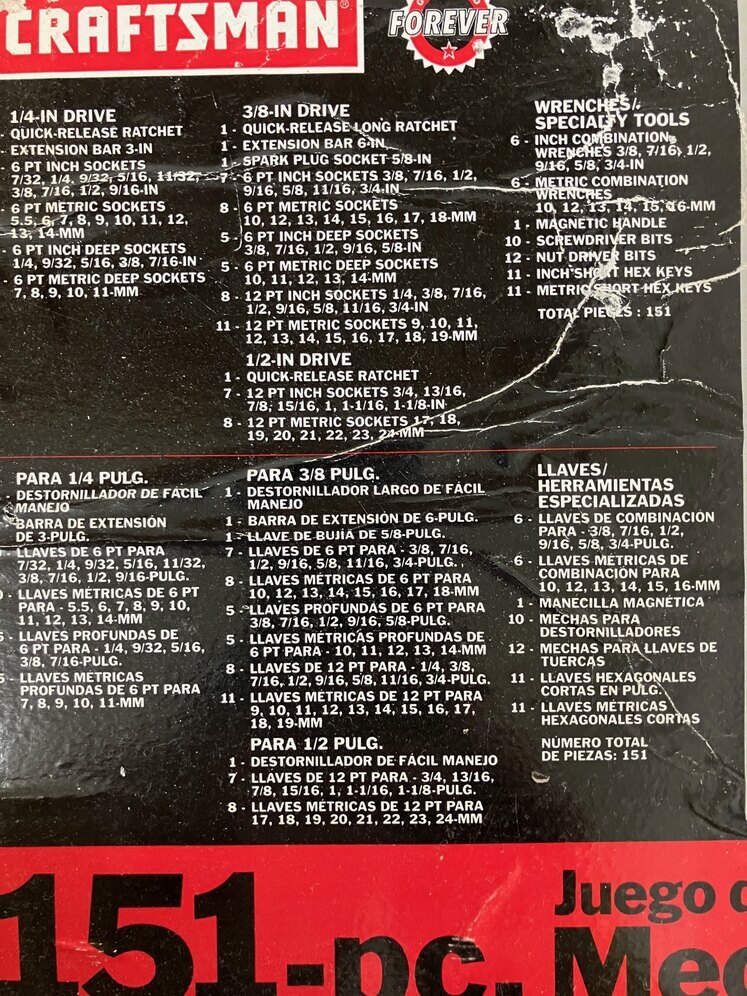 CRAFTSMAN®
FOREVER
1/4-IN DRIVE
- QUICK-RELEASE RATCHET
- EXTENSION BAR 3-IN
- 6 PT INCH SOCKETS
7/32, 1/4, 9/32, 5/16, 11/32,
3/8, 7/16, 1/2, 9/16-IN
- 6 PT METRIC SOCKETS
5.5, 6, 7, 8, 9, 10, 11, 12,
13, 14-MM
- 6 PT INCH DEEP SOCKETS
1/4, 9/32, 5/16, 3/8, 7/16-IN
- 6 PT METRIC DEEP SOCKETS
7, 8, 9, 10, 11-MM
3/8-IN DRIVE
1 - QUICK-RELEASE LONG RATCHET
1 - EXTENSION BAR 6-IN
1 - SPARK PLUG SOCKET 5/8-IN
7 - 6 PT INCH SOCKETS 3/8, 7/16, 1/2,
9/16, 5/8, 11/16, 3/4-IN
8 - 6 PT METRIC SOCKETS
10, 12, 13, 14, 15, 16, 17, 18-MM
5 - 6 PT INCH DEEP SOCKETS
3/8, 7/16, 1/2, 9/16, 5/8-IN
5 - 6 PT METRIC DEEP SOCKETS
10, 11, 12, 13, 14-MM
8 - 12 PT INCH SOCKETS 1/4, 3/8, 7/16,
1/2, 9/16, 5/8, 11/16, 3/4-IN
11 - 12 PT METRIC SOCKETS 9, 10, 11,
12, 13, 14, 15, 16, 17, 18, 19-MM
1/2-IN DRIVE
1 - QUICK-RELEASE RATCHET
7 - 12 PT INCH SOCKETS 3/4, 13/16,
7/8, 15/16, 1, 1-1/16, 1-1/8-IN
8 - 12 PT METRIC SOCKETS 17, 18,
19, 20, 21, 22, 23, 24-MM
WRENCHES/
SPECIALTY TOOLS
6 - INCH COMBINATION
WRENCHES 3/8, 7/16, 1/2,
9/16, 5/8, 3/4-IN
6 - METRIC COMBINATION
WRENCHES
10, 12, 13, 14, 15, 16-MM
1 - MAGNETIC HANDLE
10 - SCREWDRIVER BITS
12 - NUT DRIVER BITS
11 - INCH SHORT HEX KEYS
11 - METRIC SHORT HEX KEYS
TOTAL PIECES : 151
PARA 1/4 PULG.
- DESTORNILLADOR DE FÁCIL
MANEJO
- BARRA DE EXTENSIÓN
DE 3-PULG.
- LLAVES DE 6 PT PARA
7/32, 1/4, 9/32, 5/16, 11/32,
3/8, 7/16, 1/2, 9/16-PULG.
- LLAVES MÉTRICAS DE 6 PT
PARA - 5.5, 6, 7, 8, 9, 10,
11, 12, 13, 14-MM
- LLAVES PROFUNDAS DE
6 PT PARA - 1/4, 9/32, 5/16,
3/8, 7/16-PULG.
- LLAVES MÉTRICAS
PROFUNDAS DE 6 PT PARA
7, 8, 9, 10, 11-MM
PARA 3/8 PULG.
1 - DESTORNILLADOR LARGO DE FÁCIL
MANEJO
1 - BARRA DE EXTENSIÓN DE 6-PULG.
1 - LLAVE DE BUJÍA DE 5/8-PULG.
7 - LLAVES DE 6 PT PARA - 3/8, 7/16,
1/2, 9/16, 5/8, 11/16, 3/4-PULG.
8 - LLAVES MÉTRICAS DE 6 PT PARA
10, 12, 13, 14, 15, 16, 17, 18-MM
5 - LLAVES PROFUNDAS DE 6 PT PARA
3/8, 7/16, 1/2, 9/16, 5/8-PULG.
5 - LLAVES MÉTRICAS PROFUNDAS DE
6 PT PARA - 10, 11, 12, 13, 14-MM
8 - LLAVES DE 12 PT PARA - 1/4, 3/8,
7/16, 1/2, 9/16, 5/8, 11/16, 3/4-PULG.
11 - LLAVES MÉTRICAS DE 12 PT PARA
9, 10, 11, 12, 13, 14, 15, 16, 17,
18, 19-MM
PARA 1/2 PULG.
1 - DESTORNILLADOR DE FÁCIL MANEJO
7 - LLAVES DE 12 PT PARA - 3/4, 13/16,
7/8, 15/16, 1, 1-1/16, 1-1/8-PULG.
8 - LLAVES MÉTRICAS DE 12 PT PARA
17, 18, 19, 20, 21, 22, 23, 24-MM
LLAVES/
HERRAMIENTAS
ESPECIALIZADAS
6 - LLAVES DE COMBINACIÓN
PARA - 3/8, 7/16, 1/2,
9/16, 5/8, 3/4-PULG.
6 - LLAVES MÉTRICAS DE
COMBINACIÓN PARA
10, 12, 13, 14, 15, 16-MM
1 - MANECILLA MAGNÉTICA
10 - MECHAS PARA
DESTORNILLADORES
12 - MECHAS PARA LLAVES DE
TUERCAS
11 - LLAVES HEXAGONALES
CORTAS EN PULG.
11 - LLAVES MÉTRICAS
HEXAGONALES CORTAS
NÚMERO TOTAL
DE PIEZAS: 151
151-pc.
Juego d
Mec